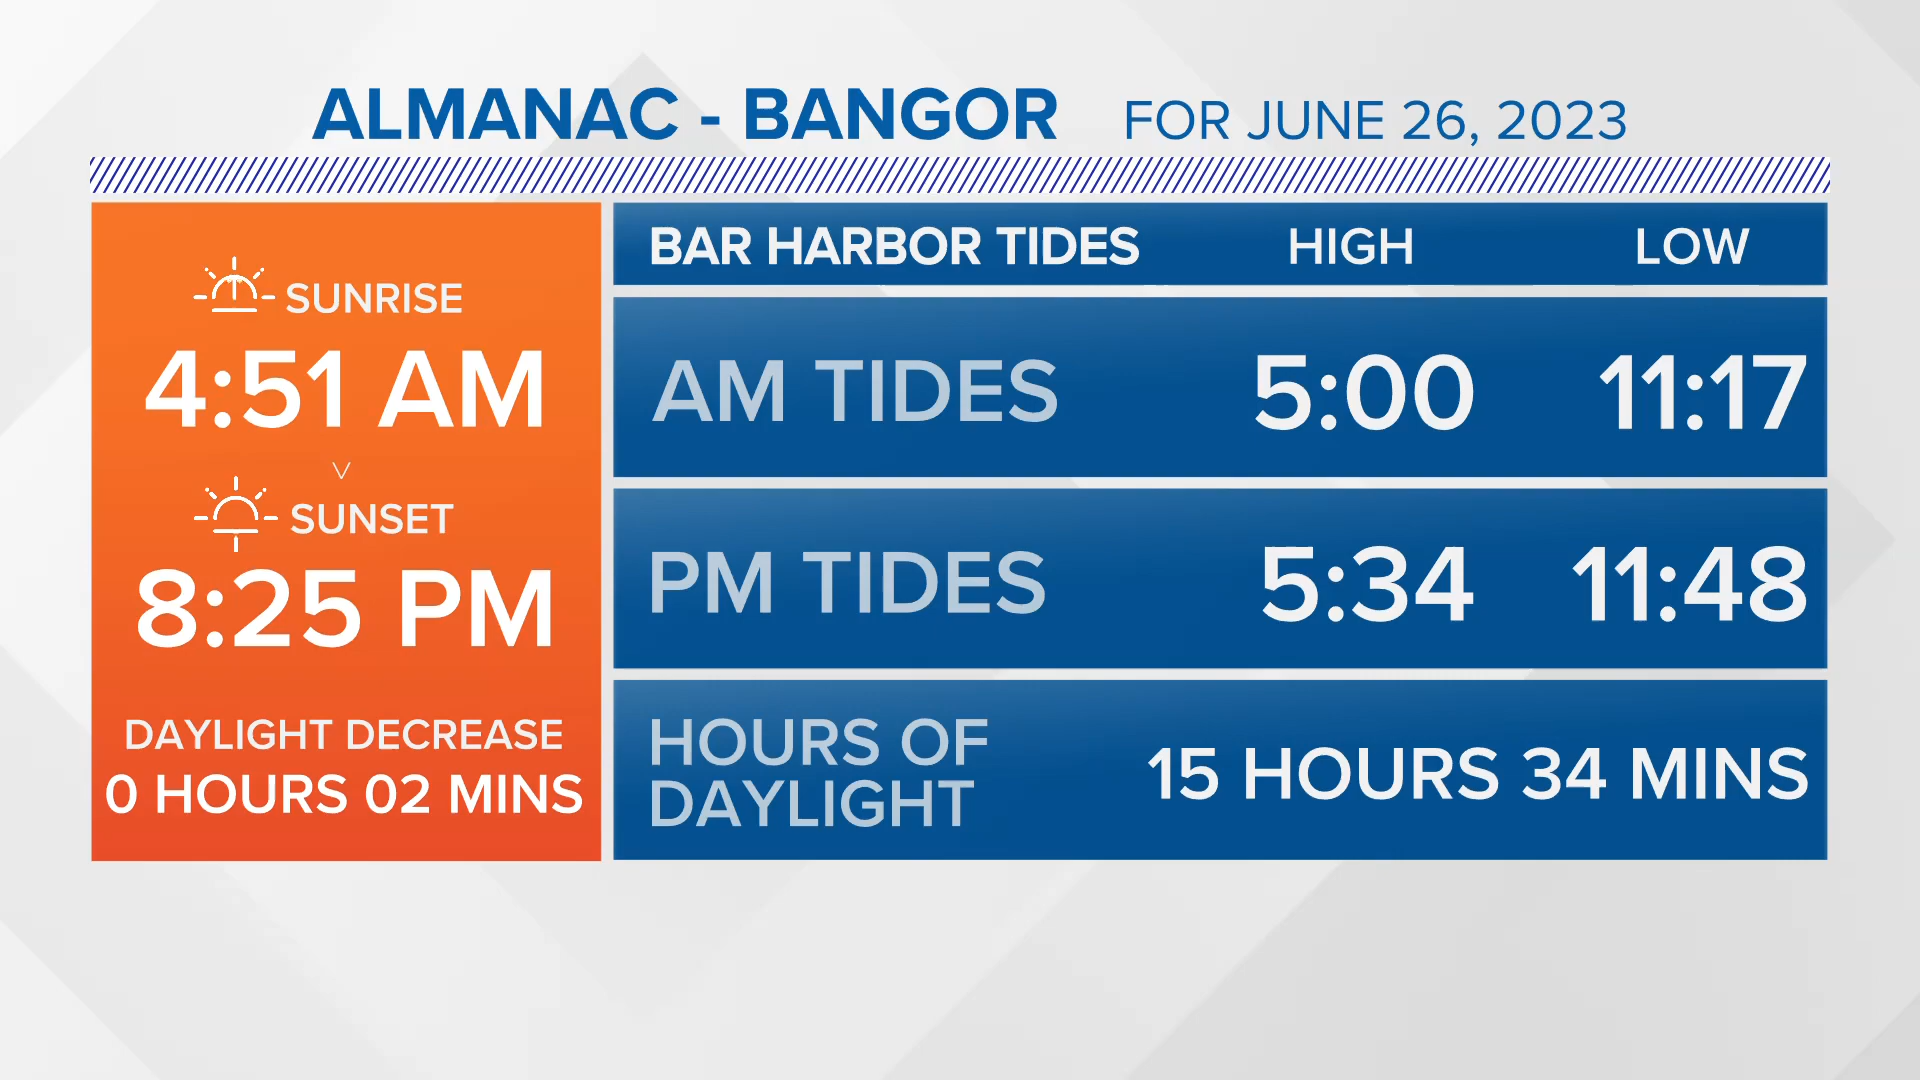 ALMANAC - BANGOR FOR JUNE 26, 2023
SUNRISE
4:51 AM
SUNSET
8:25 PM
DAYLIGHT DECREASE
0 HOURS 02 MINS
BAR HARBOR TIDES HIGH LOW
AM TIDES 5:00 11:17
PM TIDES 5:34 11:48
HOURS OF
DAYLIGHT
15 HOURS 34 MINS